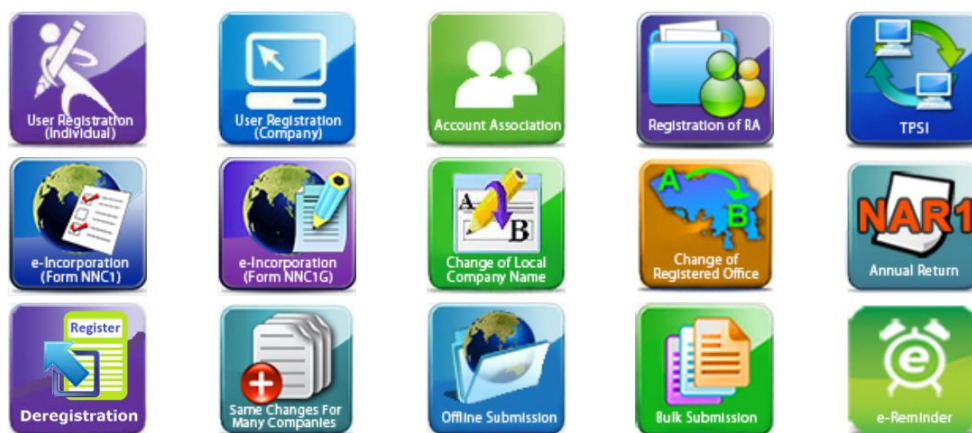 User Registration
(Individual)
User Registration
(Company)
Account Association
Registration of RA
TPSI
e-Incorporation
(Form NNC1)
e-Incorporation
(Form NNC1G)
A
B
Change of Local
Company Name
A
B
Change of
Registered Office
NAR1
Annual Return
Register
Deregistration
Same Changes For
Many Companies
Offline Submission
Bulk Submission
e
e-Reminder